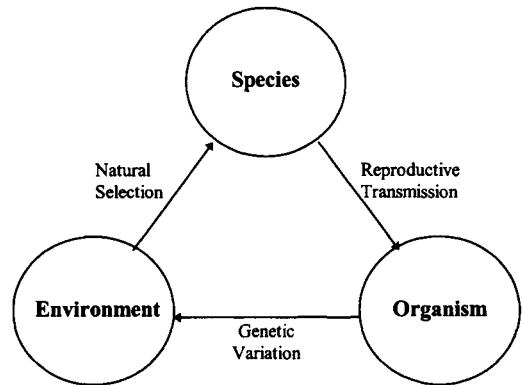 Species
Natural
Selection
Reproductive
Transmission
Environment
Organism
Genetic
Variation